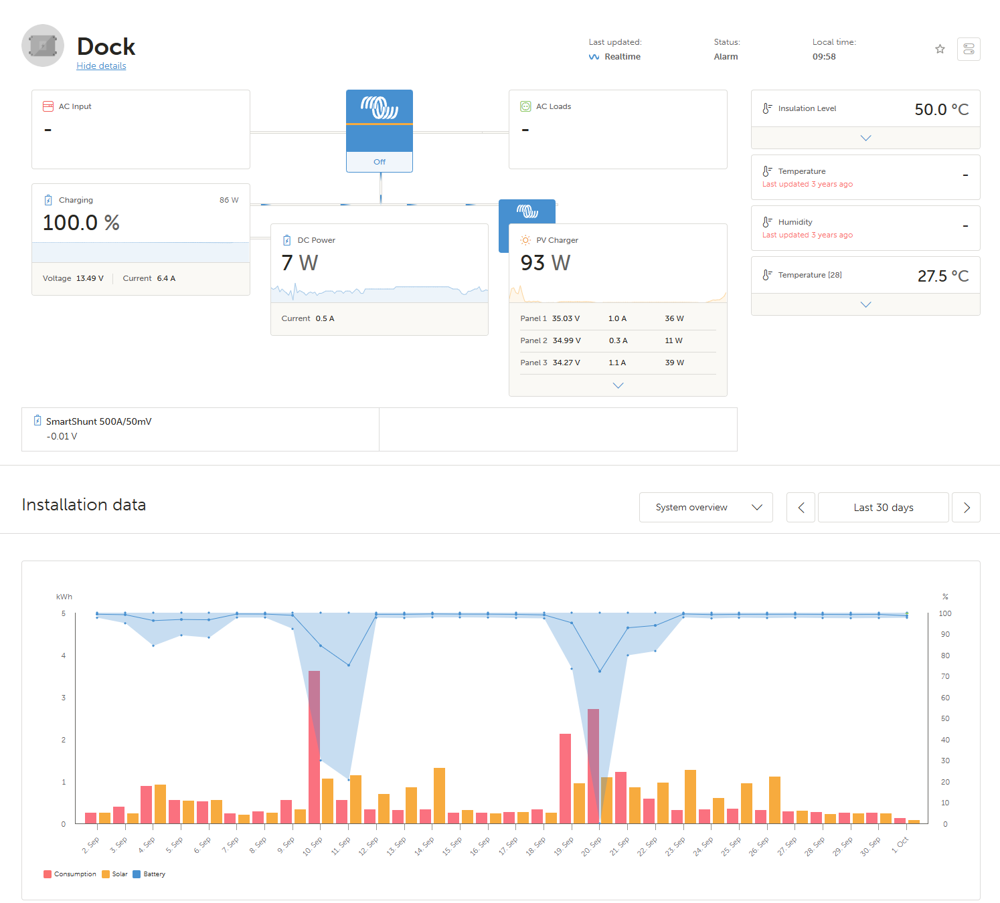 Dock
Hide details
Last updated:
Realtime
Status:
Alarm
Local time:
09:58
AC Input
-
Off
AC Loads
-
Charging 86 W
100.0 %
Voltage 13.49 V Current 6.4 A
DC Power
7 W
Current 0.5 A
PV Charger
93 W
Panel 1 35.03 V 1.0 A 36 W
Panel 2 34.99 V 0.3 A 11 W
Panel 3 34.27 V 1.1 A 39 W
Insulation Level 50.0 °C
Temperature -
Last updated 3 years ago
Humidity -
Last updated 3 years ago
Temperature [28] 27.5 °C
SmartShunt 500A/50mV
-0.01 V
Installation data
System overview
Last 30 days
kWh
5
4
3
2
1
0
%
100
90
80
70
60
50
40
30
20
10
0
2. Sep
3. Sep
4. Sep
5. Sep
6. Sep
7. Sep
8. Sep
9. Sep
10. Sep
11. Sep
12. Sep
13. Sep
14. Sep
15. Sep
16. Sep
17. Sep
18. Sep
19. Sep
20. Sep
21. Sep
22. Sep
23. Sep
24. Sep
25. Sep
26. Sep
27. Sep
28. Sep
29. Sep
30. Sep
1. Oct
Consumption Solar Battery